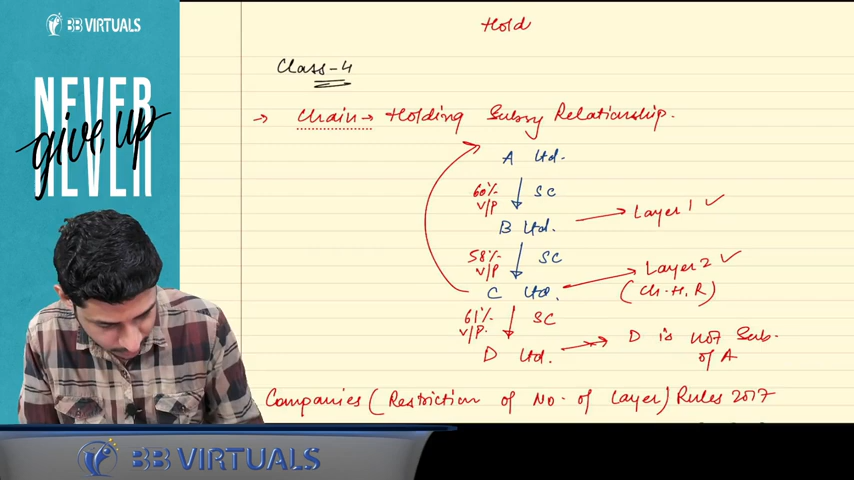 BB VIRTUALS
NEVER
give up
NEVER
Hold
Class-4
→ Chain → Holding Subsy Relationship.
A Ltd.
60% V/P ↓ SC
B Ltd. → Layer 1 ✓
58% V/P ↓ SC
C Ltd. → Layer 2 ✓
(Ch. H. R)
61% V/P. ↓ SC
D Ltd. → D is not Sub. of A
Companies (Restriction of No. of Layer) Rules 2017
BB VIRTUALS